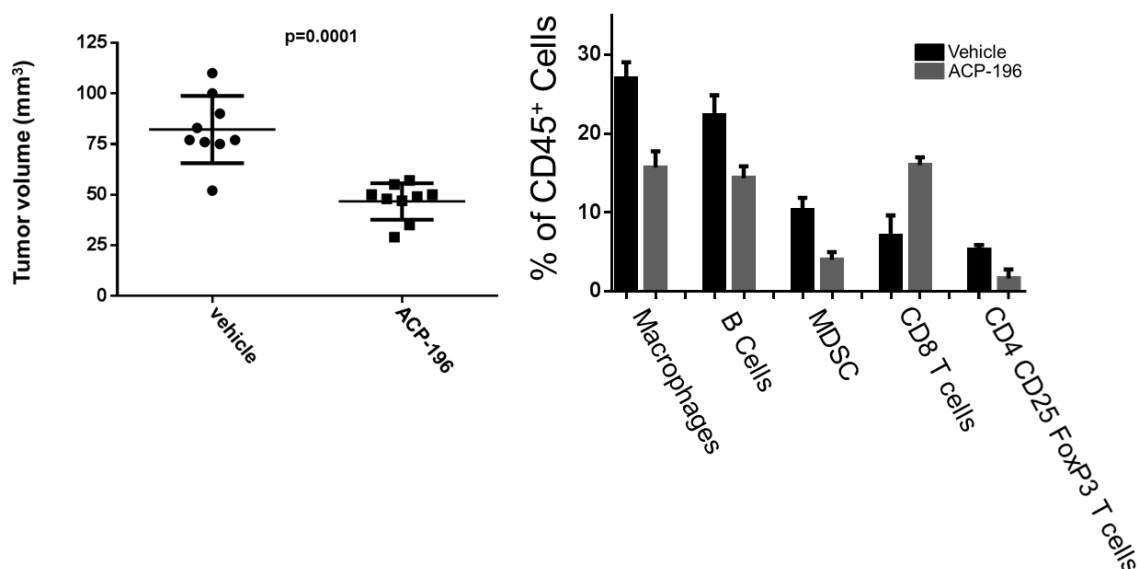 p=0.0001
Tumor volume (mm³)
125
100
75
50
25
0
vehicle
ACP-196
% of CD45⁺ Cells
30
20
10
0
Vehicle
ACP-196
Macrophages
B Cells
MDSC
CD8 T cells
CD4 CD25 FoxP3 T cells